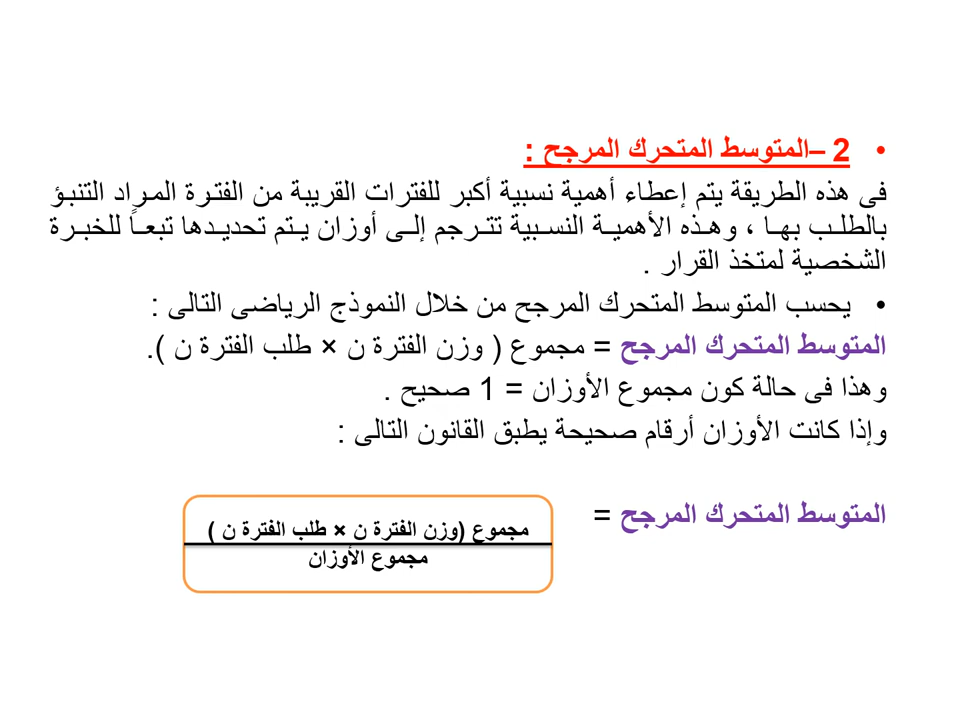 • 2 –المتوسط المتحرك المرجح :
فى هذه الطريقة يتم إعطاء أهمية نسبية أكبر للفترات القريبة من الفترة المراد التنبؤ
بالطلب بها ، وهذه الأهمية النسبية تترجم إلى أوزان يتم تحديدها تبعاً للخبرة
الشخصية لمتخذ القرار .
• يحسب المتوسط المتحرك المرجح من خلال النموذج الرياضى التالى :
المتوسط المتحرك المرجح = مجموع ( وزن الفترة ن × طلب الفترة ن ).
وهذا فى حالة كون مجموع الأوزان = 1 صحيح .
وإذا كانت الأوزان أرقام صحيحة يطبق القانون التالى :
المتوسط المتحرك المرجح =
مجموع (وزن الفترة ن × طلب الفترة ن )
مجموع الأوزان